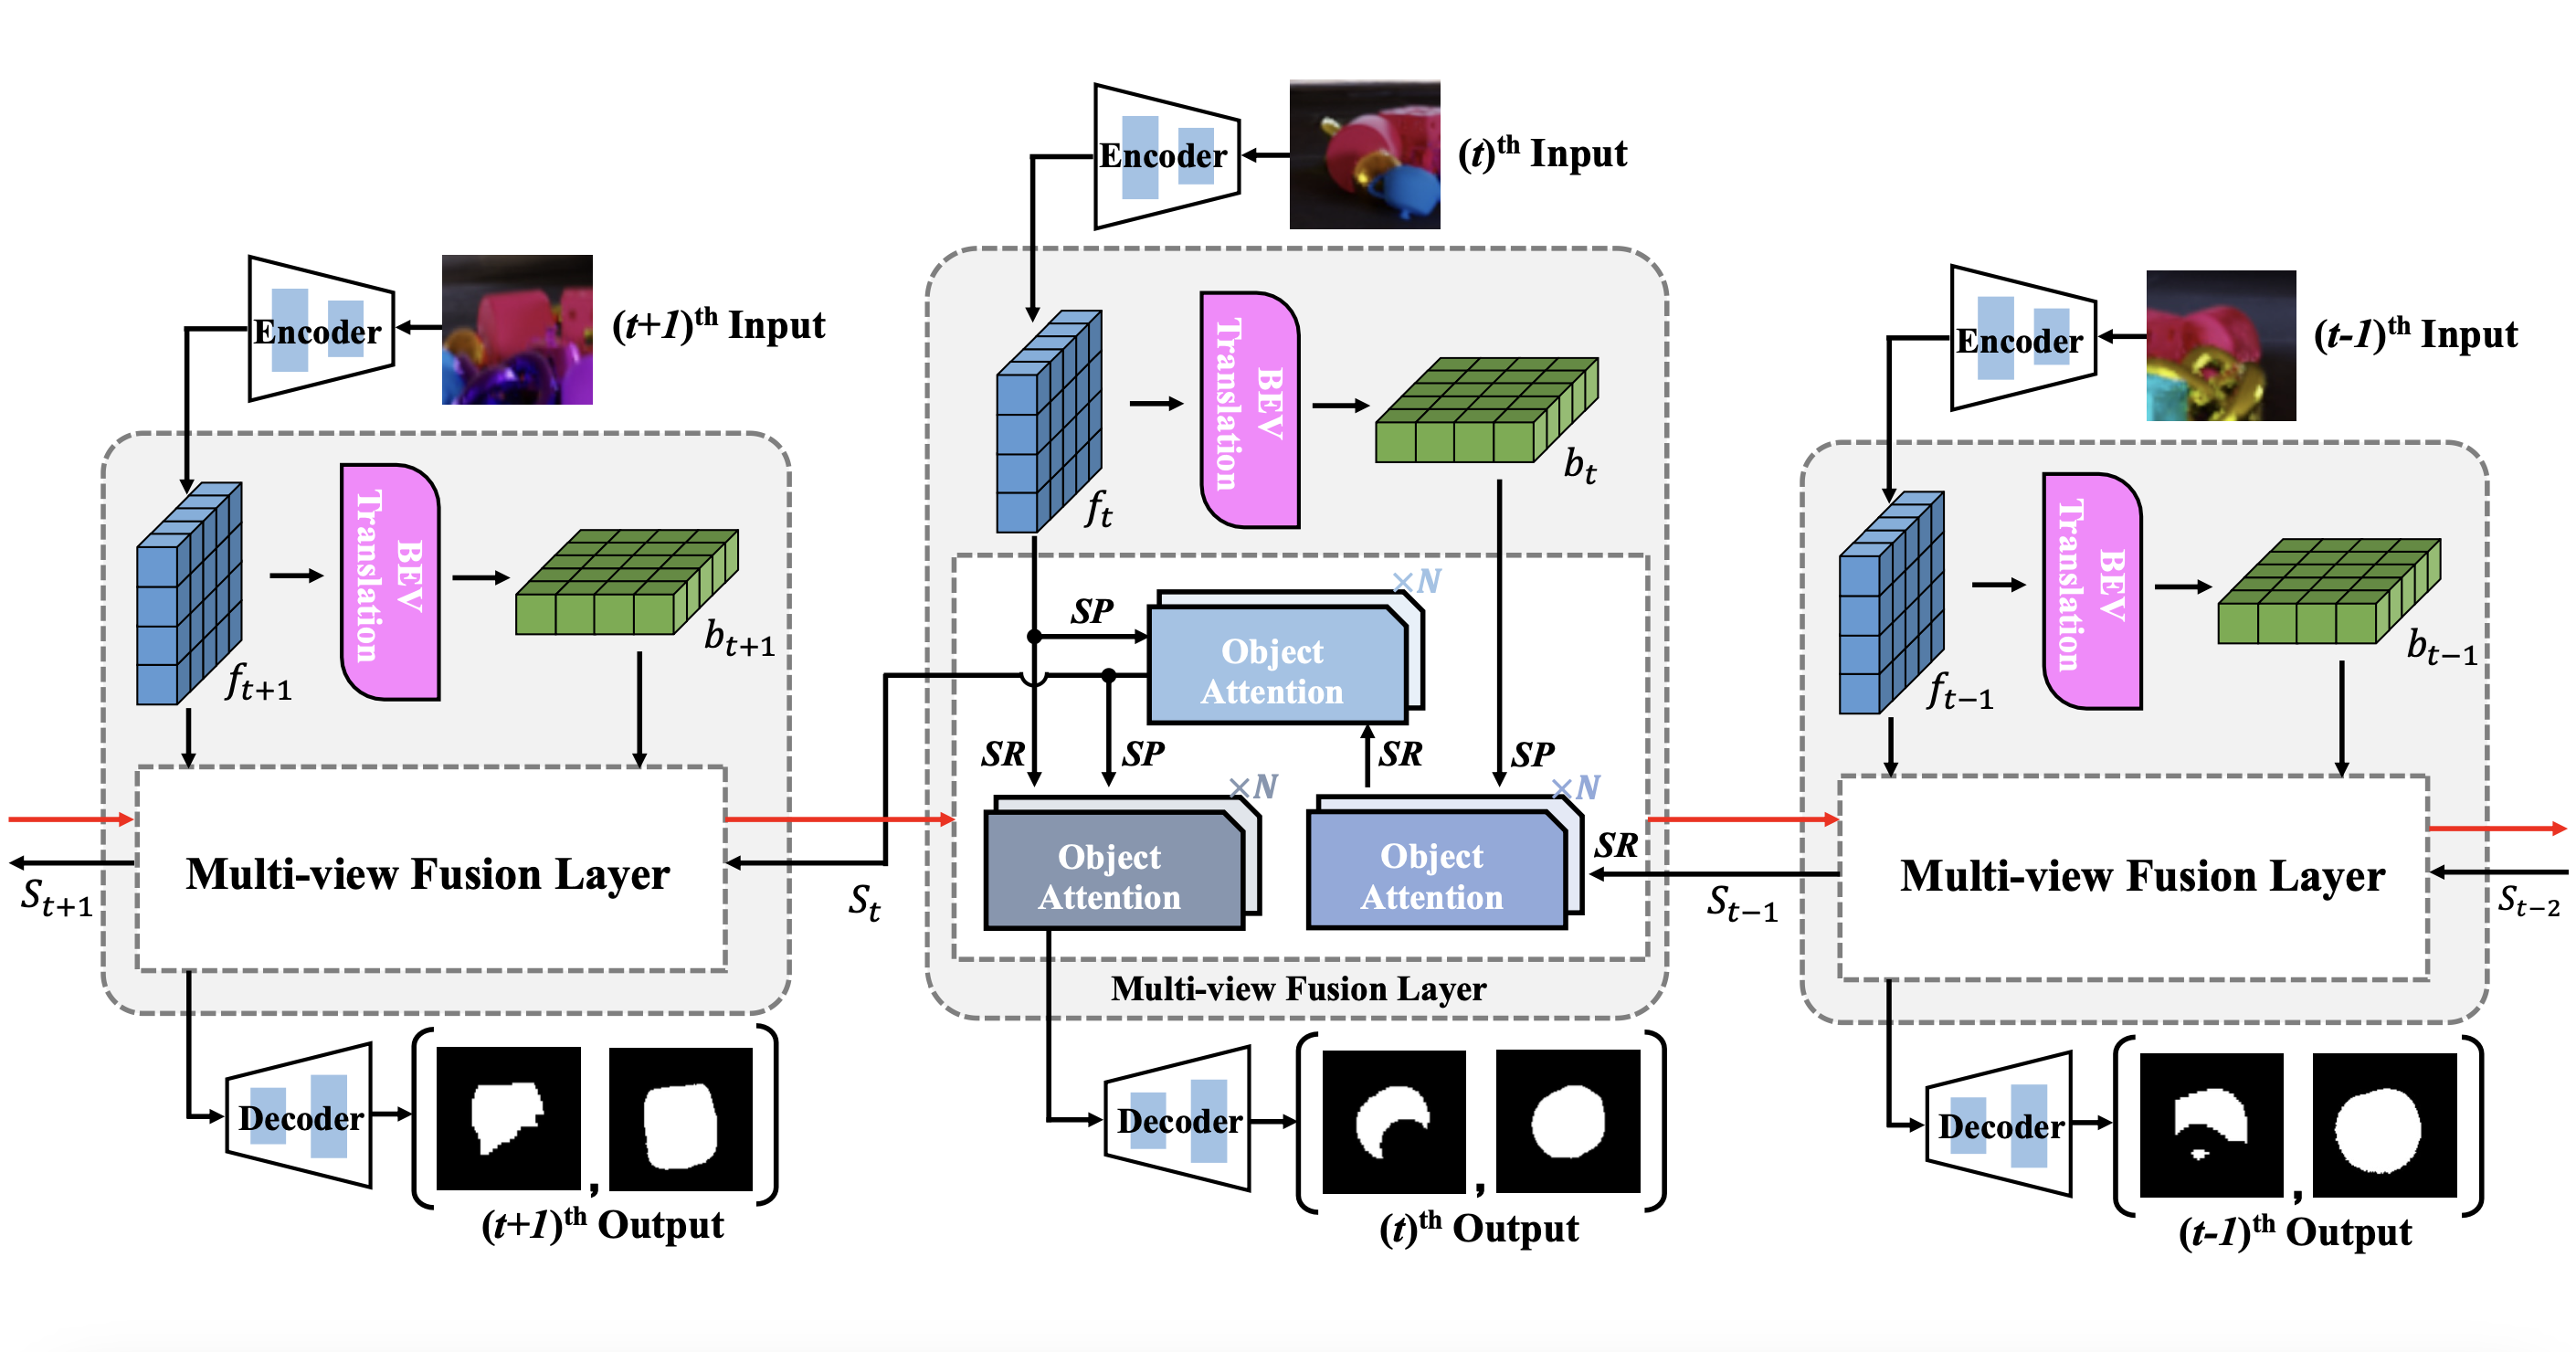 Encoder
(t)th Input
Encoder
(t+1)th Input
Encoder
(t-1)th Input
BEV
Translation
f_t
b_t
BEV
Translation
f_{t+1}
b_{t+1}
BEV
Translation
f_{t−1}
b_{t−1}
×N
SP
Object
Attention
SR
SP
SR
SP
×N
×N
Object
Attention
Object
Attention
SR
Multi-view Fusion Layer
Multi-view Fusion Layer
Multi-view Fusion Layer
S_{t+1}
S_t
S_{t−1}
S_{t−2}
Decoder
,
(t+1)th Output
Decoder
,
(t)th Output
Decoder
,
(t-1)th Output